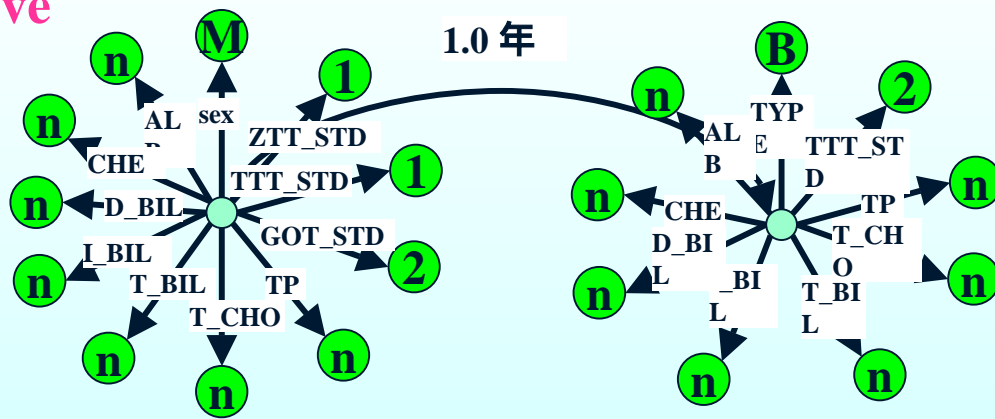 ve
1.0 年
M
n
1
sex
AL
ZTT_STD
n
CHE
TTT_STD
1
n
D_BIL
GOT_STD
I_BIL
n
T_BIL
TP
2
T_CHO
n
n
n
B
n
2
TYP
E
AL
B
TTT_ST
D
n
TP
n
CHE
D_BI
L
T_CH
O
n
n
_BI
L
T_BI
L
n
n